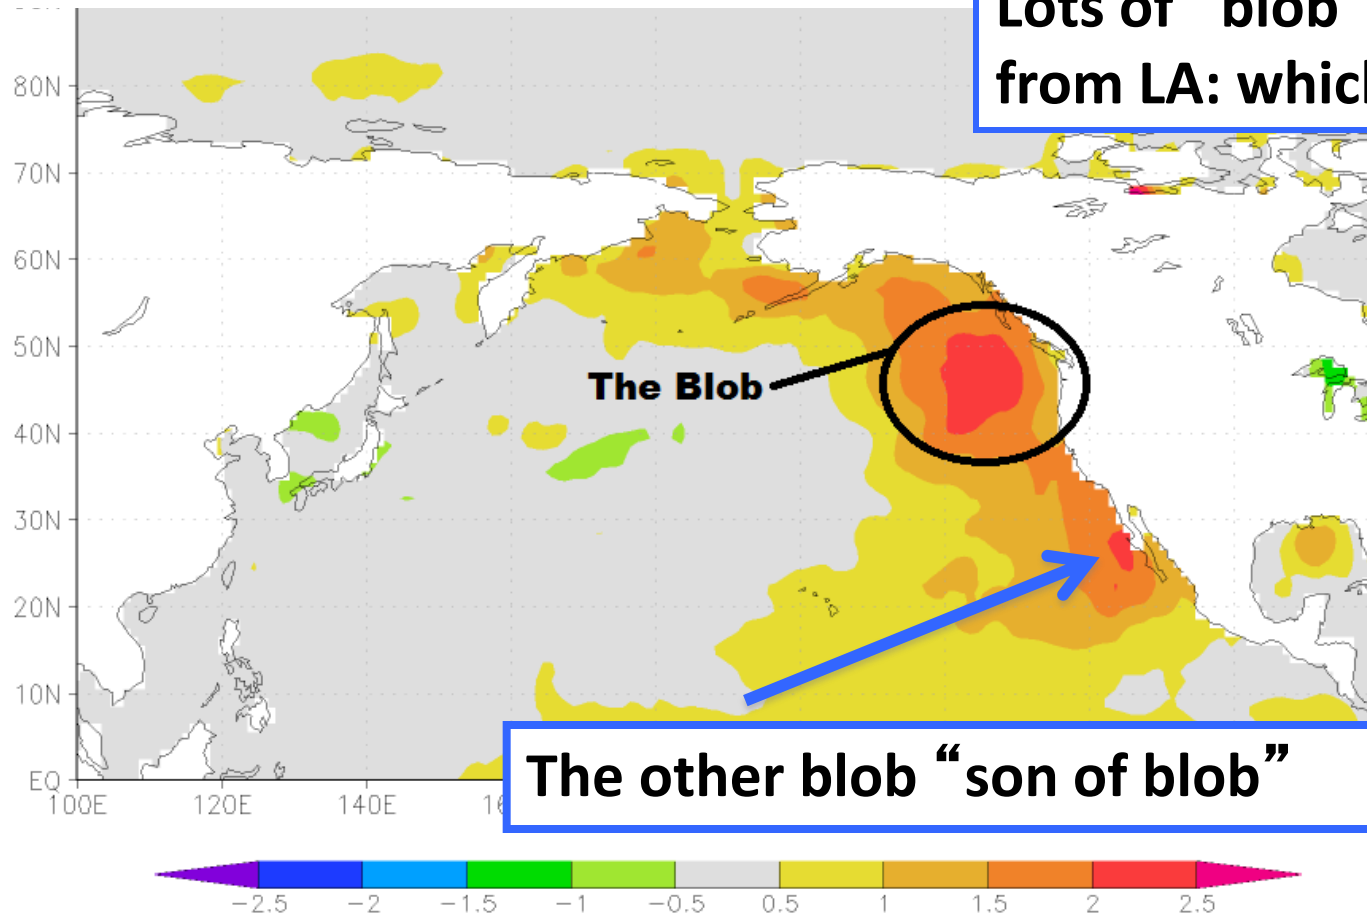 Lots of “blob
from LA:
80N
70N
60N
50N
The Blob
40N
30N
20N
10N
The other blob “son of blob”
EQ
100E 120E 140E
−2.5 −2 −1.5 −1 −0.5 0.5 1 1.5 2 2.5